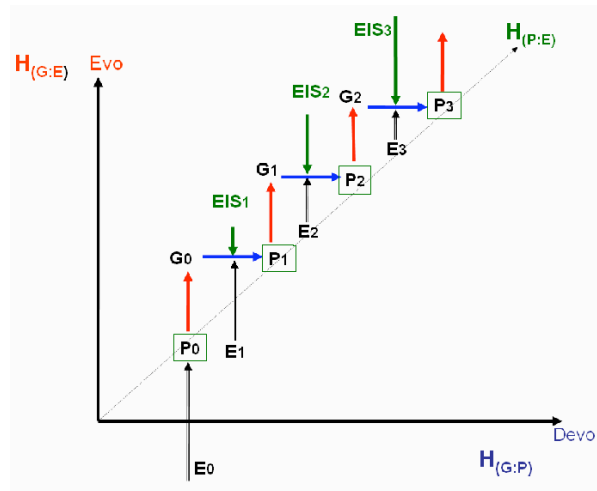 EIS3
H(P:E)
H(G:E) Evo
EIS2
G2
P3
E3
G1
P2
EIS1
E2
G0
P1
P0
E1
Devo
H(G:P)
E0